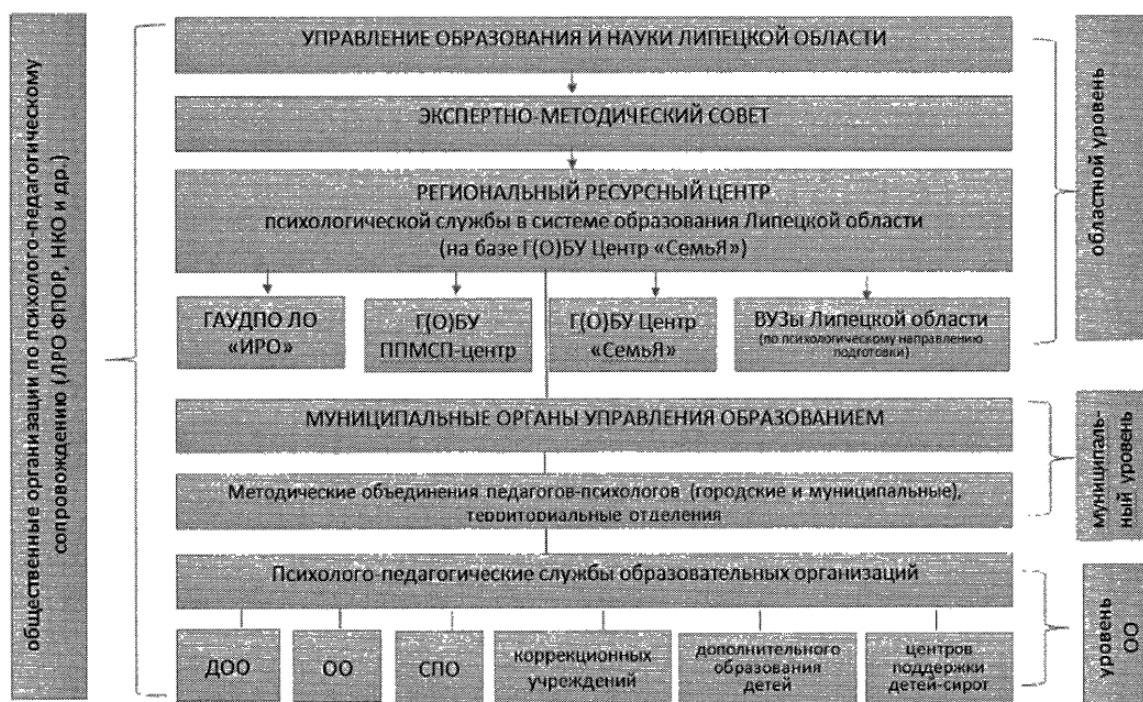 общественные организации по психолого-педагогическому
сопровождению (ЛРО ФПОР, НКО и др.)
УПРАВЛЕНИЕ ОБРАЗОВАНИЯ И НАУКИ ЛИПЕЦКОЙ ОБЛАСТИ
ЭКСПЕРТНО-МЕТОДИЧЕСКИЙ СОВЕТ
РЕГИОНАЛЬНЫЙ РЕСУРСНЫЙ ЦЕНТР
психологической службы в системе образования Липецкой области
(на базе Г(О)БУ Центр «СемьЯ»)
ГАУДПО ЛО
«ИРО»
Г(О)БУ
ППМСП-центр
Г(О)БУ Центр
«СемьЯ»
ВУЗы Липецкой области
(по психологическому направлению
подготовки)
областной уровень
МУНИЦИПАЛЬНЫЕ ОРГАНЫ УПРАВЛЕНИЯ ОБРАЗОВАНИЕМ
Методические объединения педагогов-психологов (городские и муниципальные),
территориальные отделения
муниципаль-
ный уровень
Психолого-педагогические службы образовательных организаций
ДОО
ОО
СПО
коррекционных
учреждений
дополнительного
образования
детей
центров
поддержки
детей-сирот
уровень
ОО